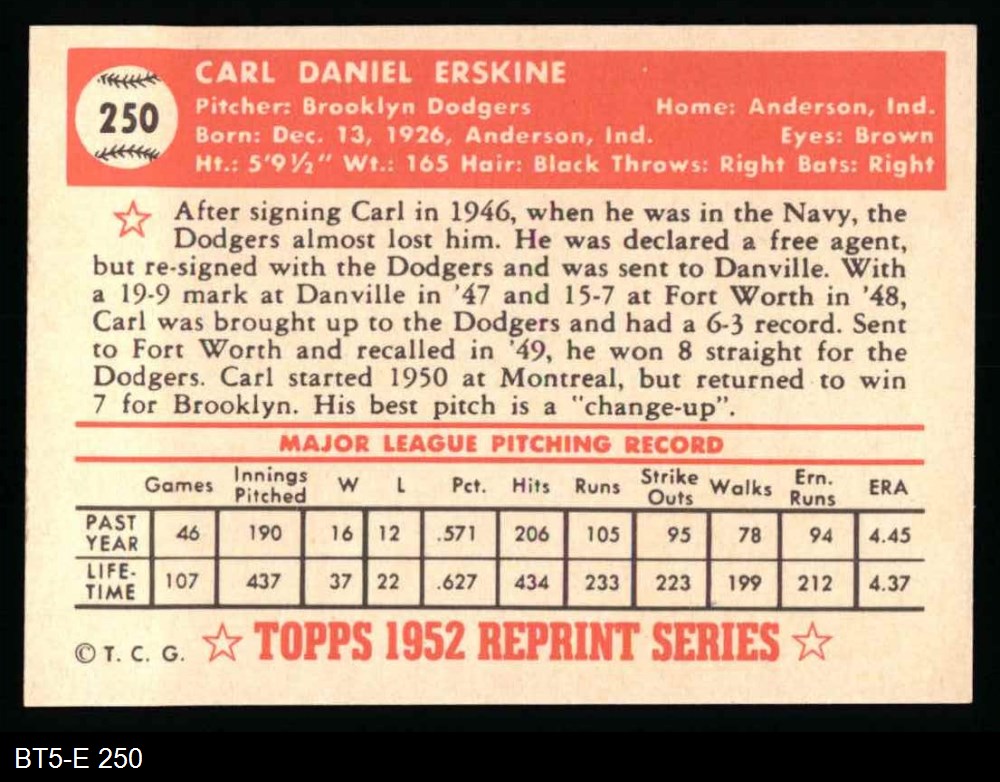 250
CARL DANIEL ERSKINE
Pitcher: Brooklyn Dodgers Home: Anderson, Ind.
Born: Dec. 13, 1926, Anderson, Ind. Eyes: Brown
Ht.: 5'9½" Wt.: 165 Hair: Black Throws: Right Bats: Right
After signing Carl in 1946, when he was in the Navy, the
Dodgers almost lost him. He was declared a free agent,
but re-signed with the Dodgers and was sent to Danville. With
a 19-9 mark at Danville in '47 and 15-7 at Fort Worth in '48,
Carl was brought up to the Dodgers and had a 6-3 record. Sent
to Fort Worth and recalled in '49, he won 8 straight for the
Dodgers. Carl started 1950 at Montreal, but returned to win
7 for Brooklyn. His best pitch is a "change-up".
MAJOR LEAGUE PITCHING RECORD
Games Innings Pitched W L Pct. Hits Runs Strike Outs Walks Ern. Runs ERA
PAST YEAR 46 190 16 12 .571 206 105 95 78 94 4.45
LIFE-TIME 107 437 37 22 .627 434 233 223 199 212 4.37
© T. C. G. TOPPS 1952 REPRINT SERIES
BT5-E 250